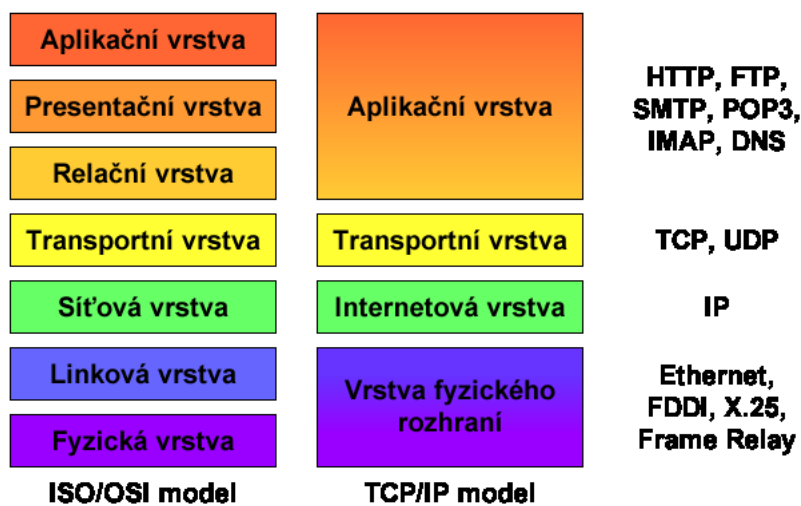 Aplikační vrstva
Presentační vrstva
Relační vrstva
Transportní vrstva
Síťová vrstva
Linková vrstva
Fyzická vrstva
ISO/OSI model
Aplikační vrstva
Transportní vrstva
Internetová vrstva
Vrstva fyzického
rozhraní
TCP/IP model
HTTP, FTP,
SMTP, POP3,
IMAP, DNS
TCP, UDP
IP
Ethernet,
FDDI, X.25,
Frame Relay